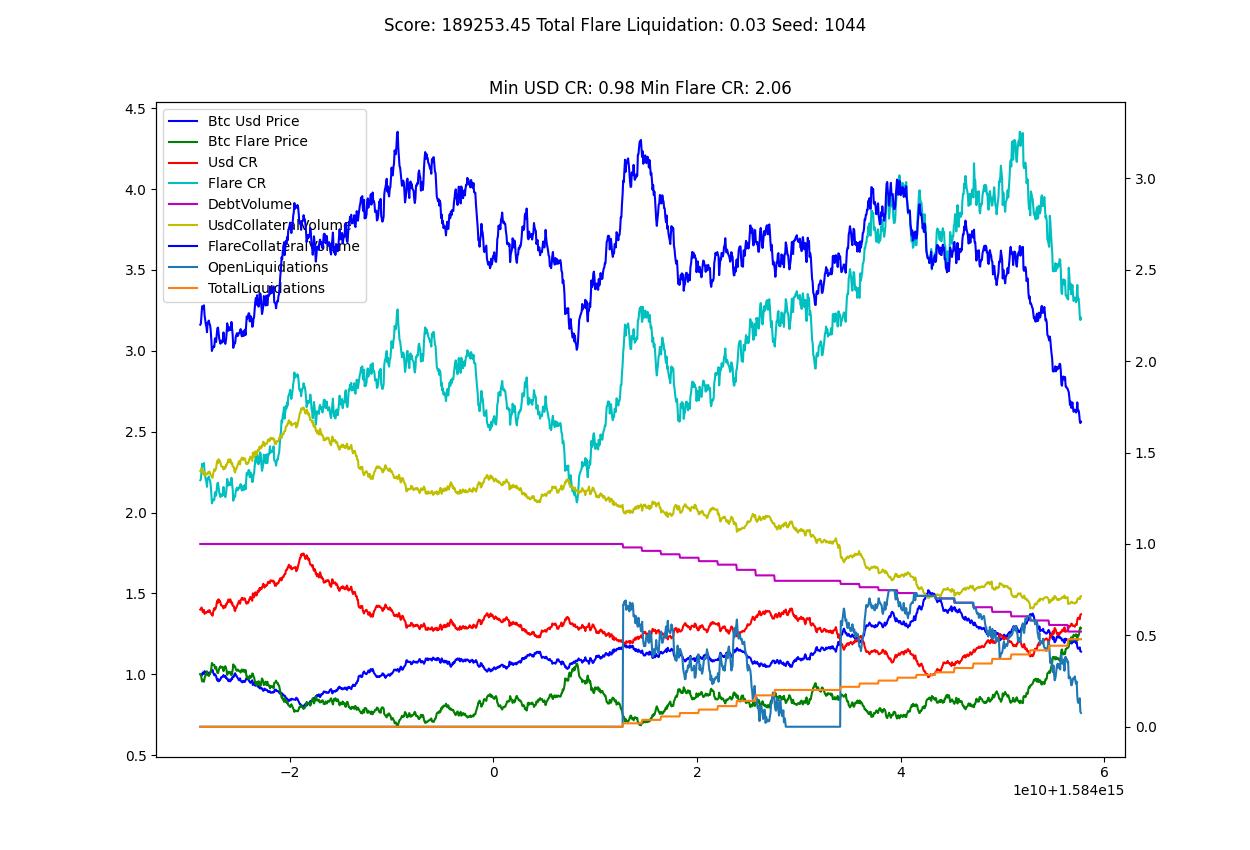 Score: 189253.45 Total Flare Liquidation: 0.03 Seed: 1044
Min USD CR: 0.98 Min Flare CR: 2.06
Btc Usd Price
Btc Flare Price
Usd CR
Flare CR
DebtVolume
UsdCollateralVolume
FlareCollateralVolume
OpenLiquidations
TotalLiquidations
4.5
4.0
3.5
3.0
2.5
2.0
1.5
1.0
0.5
3.0
2.5
2.0
1.5
1.0
0.5
0.0
−2
0
2
4
6
1e10+1.584e15